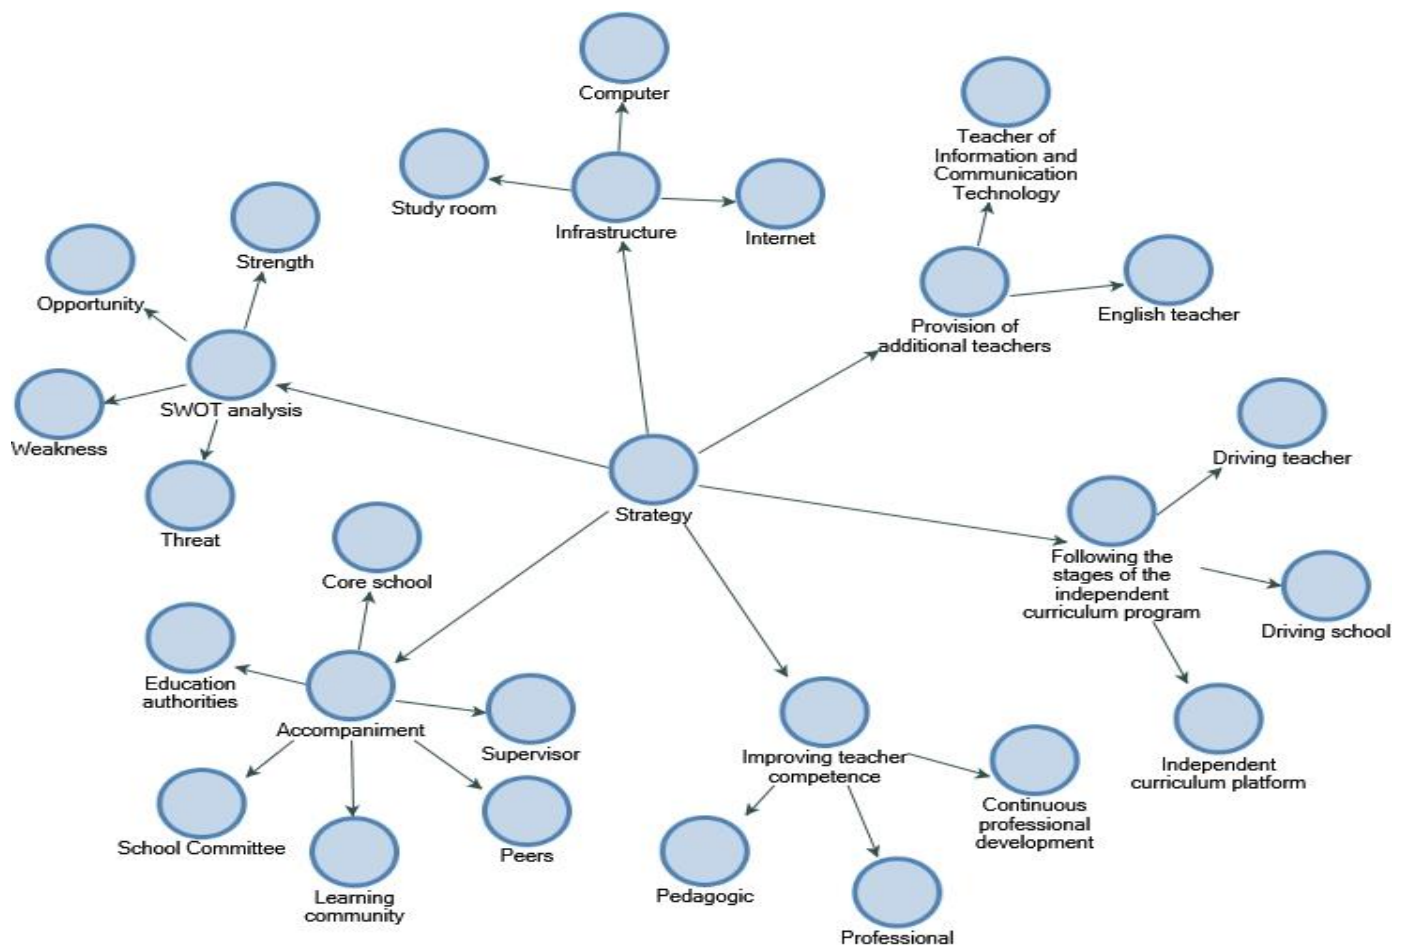 Computer
Teacher of
Information and
Communication
Technology
Study room
Infrastructure
Internet
Strength
Opportunity
English teacher
Provision of
additional teachers
SWOT analysis
Weakness
Driving teacher
Strategy
Threat
Core school
Following the
stages of the
independent
curriculum program
Driving school
Education
authorities
Accompaniment
Supervisor
Improving teacher
competence
Independent
curriculum platform
Continuous
professional
development
School Committee
Peers
Learning
community
Pedagogic
Professional